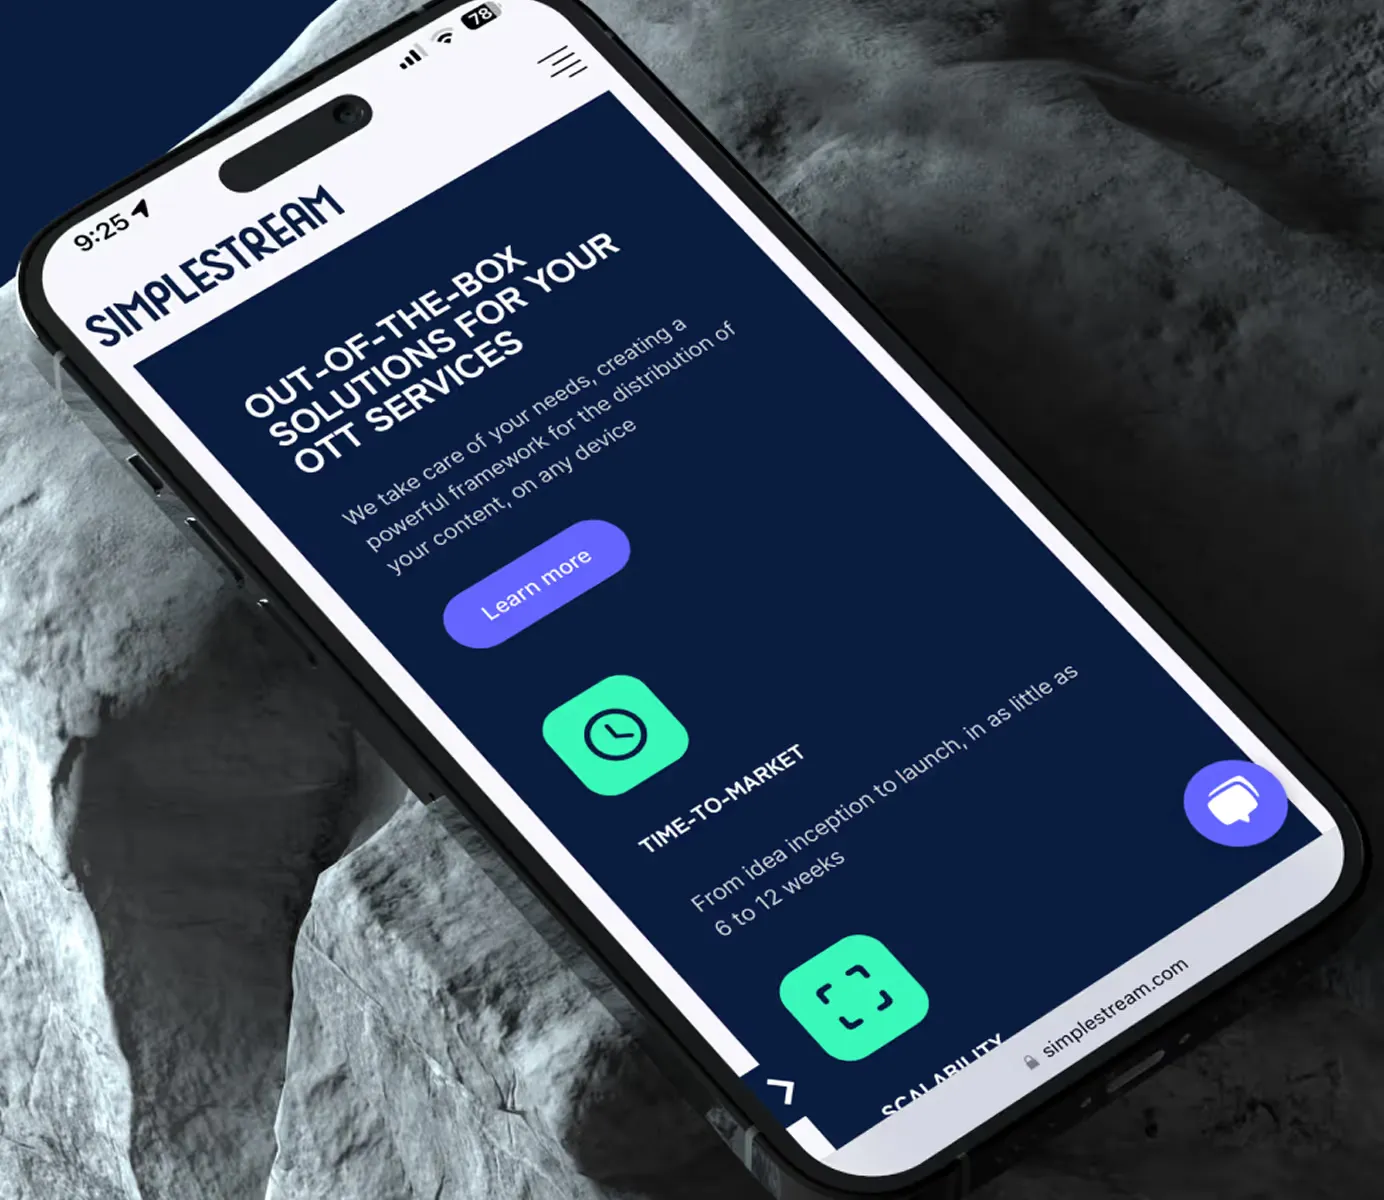 9:25
78
SIMPLESTREAM
OUT-OF-THE-BOX
SOLUTIONS FOR YOUR
OTT SERVICES
We take care of your needs, creating a
powerful framework for the distribution of
your content, on any device
Learn more
TIME-TO-MARKET
From idea inception to launch, in as little as
6 to 12 weeks
SCALABILITY
simplestream.com